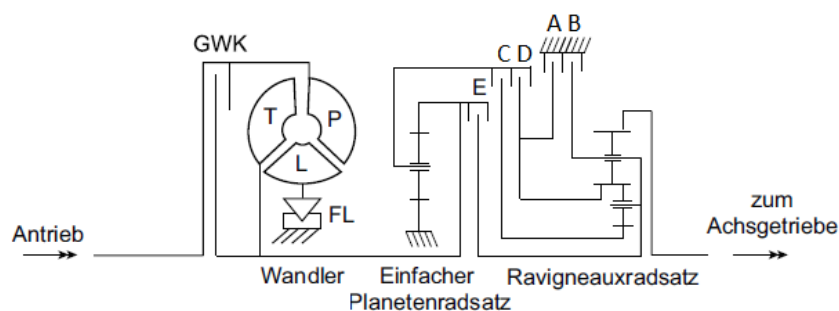 GWK
A B
C D
E
T
P
L
FL
Antrieb
zum
Achsgetriebe
Wandler
Einfacher
Planetenradsatz
Ravigneauxradsatz